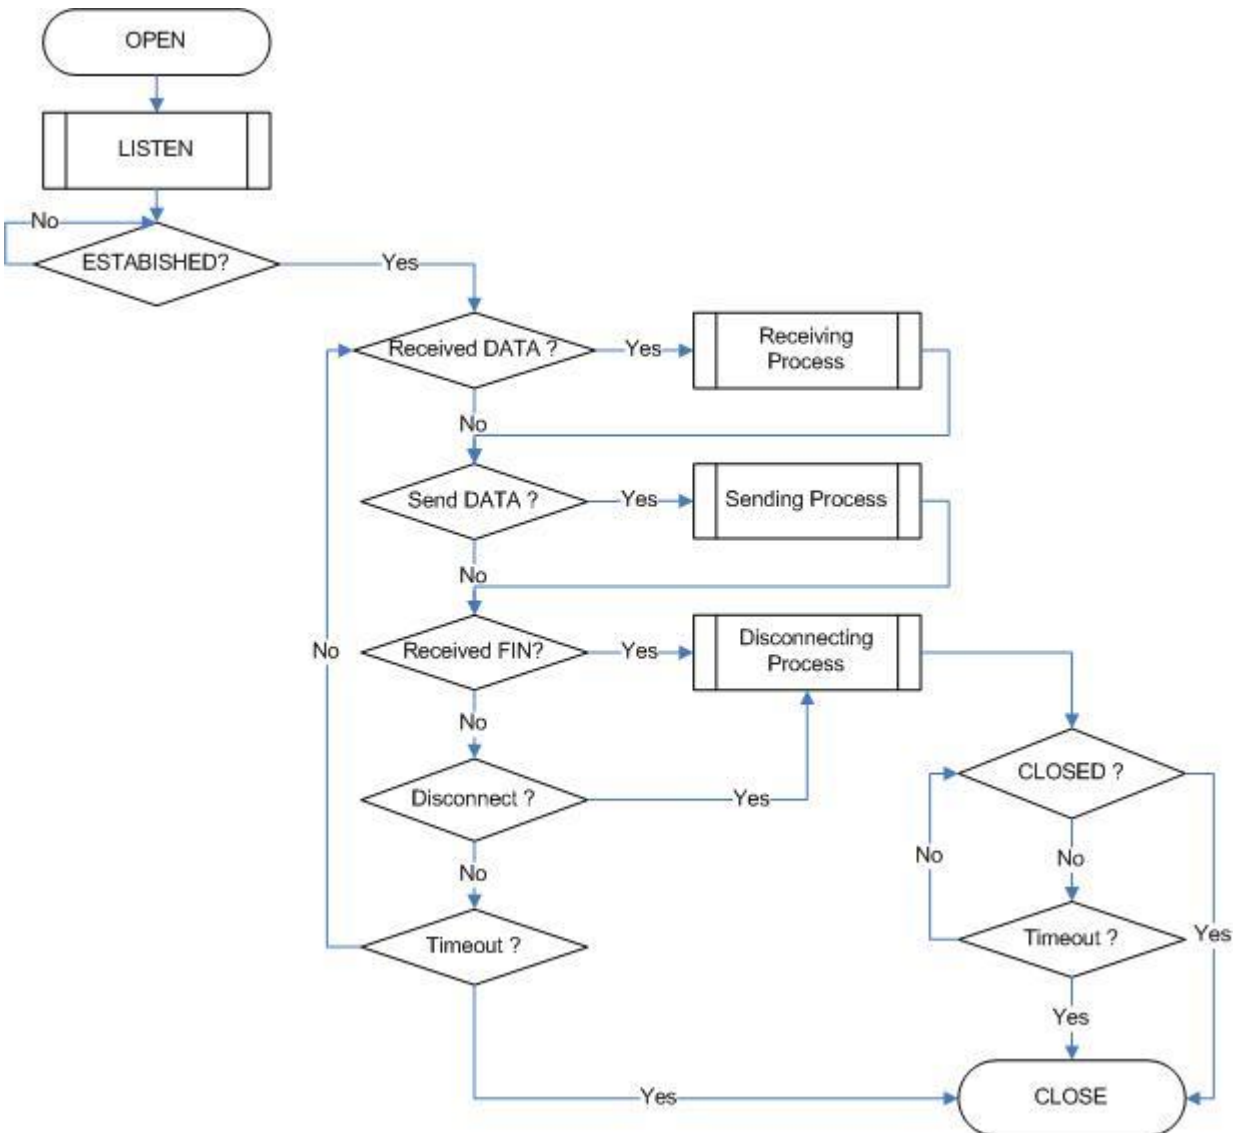 OPEN
LISTEN
No
ESTABISHED?
Yes
Received DATA ?
Yes
Receiving
Process
No
Send DATA ?
Yes
Sending Process
No
No
Received FIN?
Yes
Disconnecting
Process
No
Disconnect ?
Yes
CLOSED ?
No
No
No
Timeout ?
Timeout ?
Yes
Yes
Yes
CLOSE